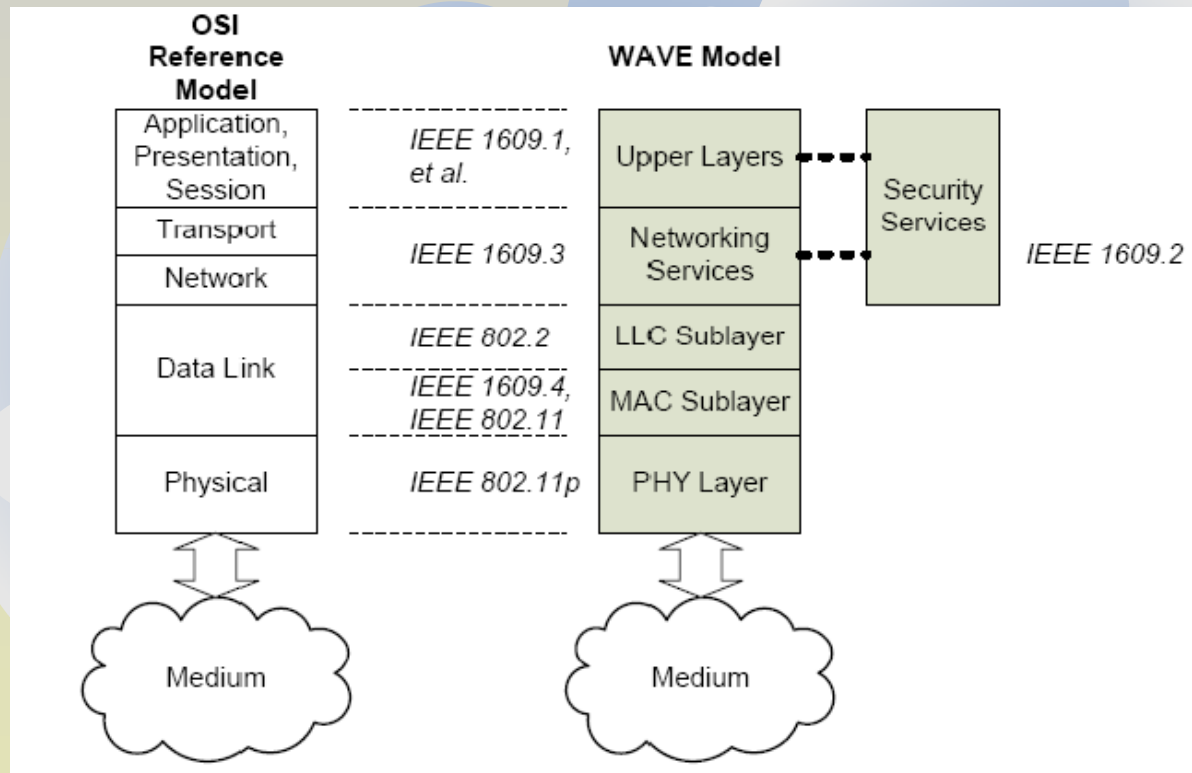 OSI
Reference
Model
WAVE Model
Application,
Presentation,
Session
IEEE 1609.1,
et al.
Upper Layers
Security
Services
Transport
Network
IEEE 1609.3
Networking
Services
IEEE 1609.2
Data Link
IEEE 802.2
LLC Sublayer
IEEE 1609.4,
IEEE 802.11
MAC Sublayer
Physical
IEEE 802.11p
PHY Layer
Medium
Medium